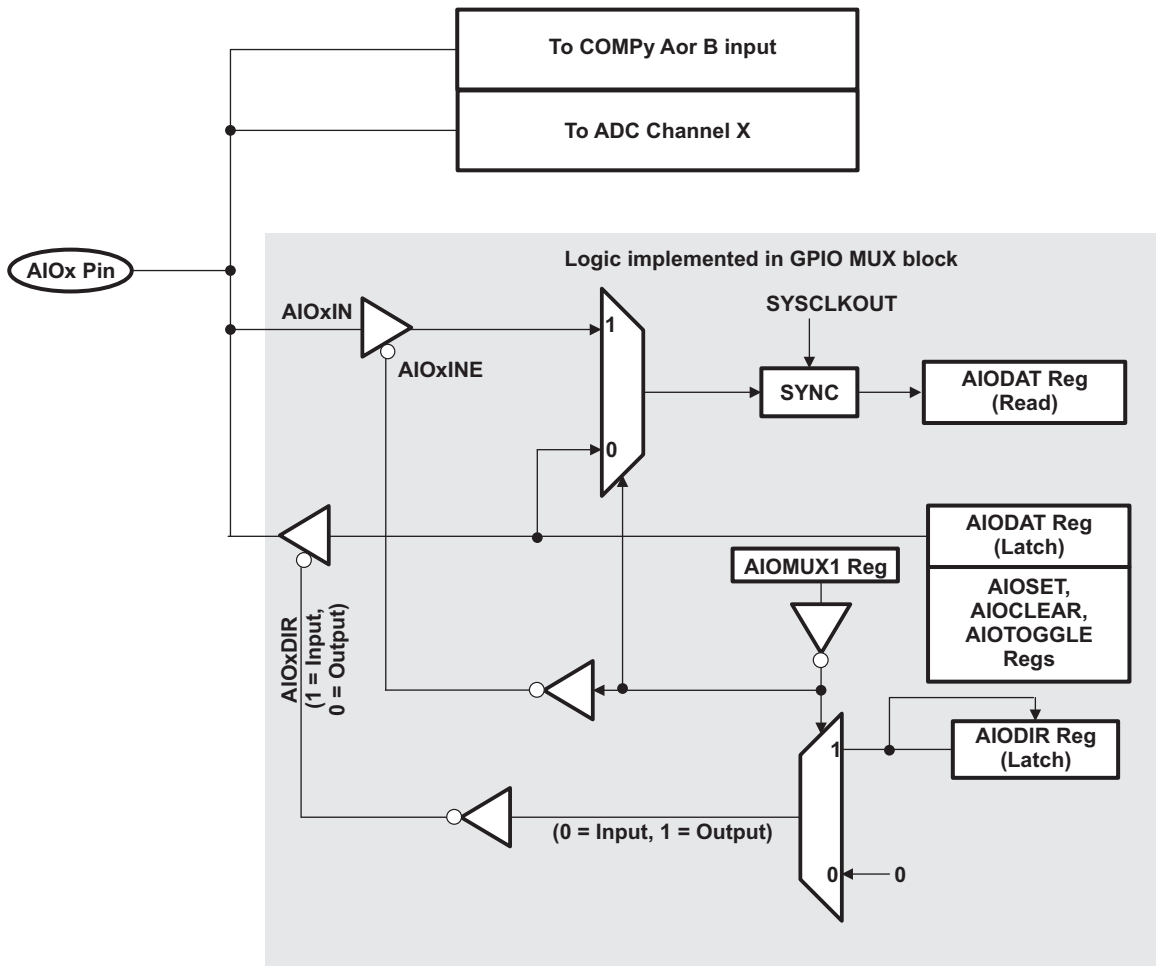 To COMPy Aor B input
To ADC Channel X
AIOx Pin
Logic implemented in GPIO MUX block
AIOxIN
AIOxINE
1
0
SYSCLKOUT
SYNC
AIODAT Reg
(Read)
AIODAT Reg
(Latch)
AIOSET,
AIOCLEAR,
AIOTOGGLE
Regs
AIOMUX1 Reg
AIOxDIR
(1 = Input,
0 = Output)
1
AIODIR Reg
(Latch)
(0 = Input, 1 = Output)
0
0